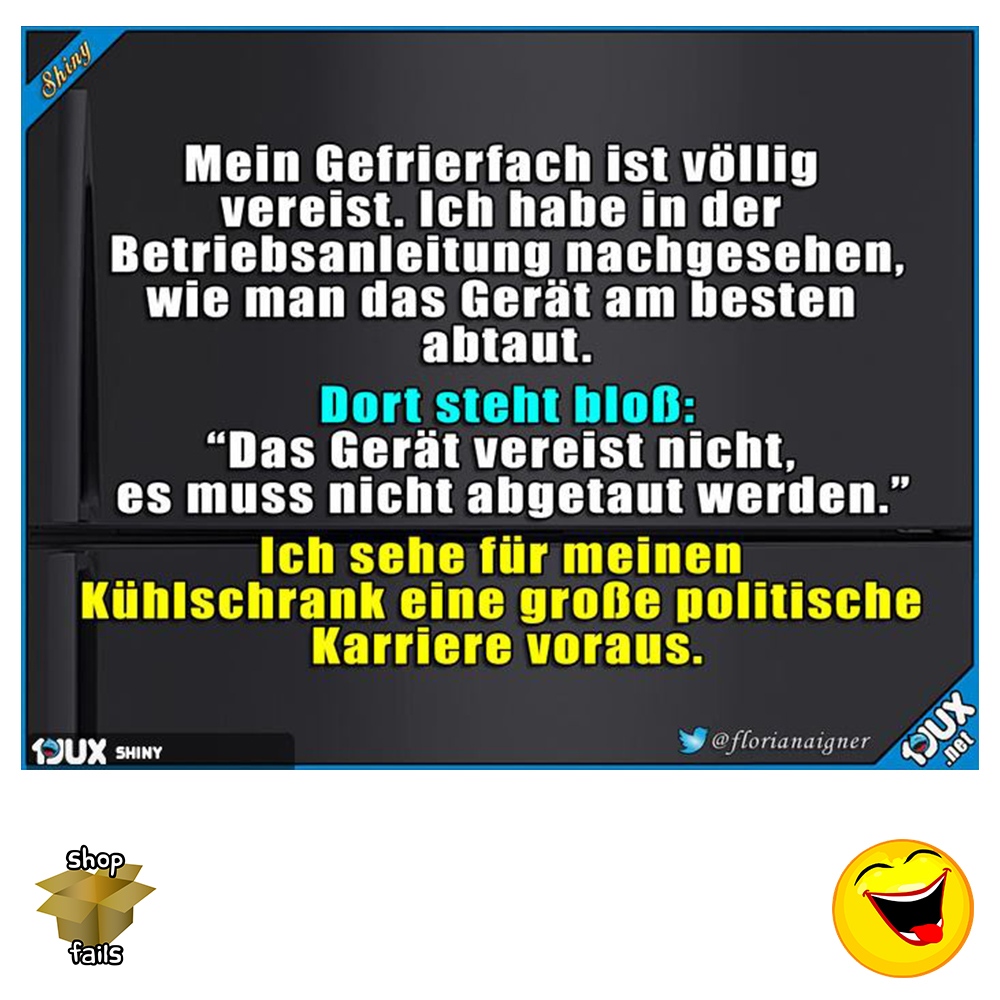 Shiny
Mein Gefrierfach ist völlig
vereist. Ich habe in der
Betriebsanleitung nachgesehen,
wie man das Gerät am besten
abtaut.
Dort steht bloß:
“Das Gerät vereist nicht,
es muss nicht abgetaut werden.”
Ich sehe für meinen
Kühlschrank eine große politische
Karriere voraus.
@florianaigner
1JUX SHINY
1JUX
.net
shop
fails